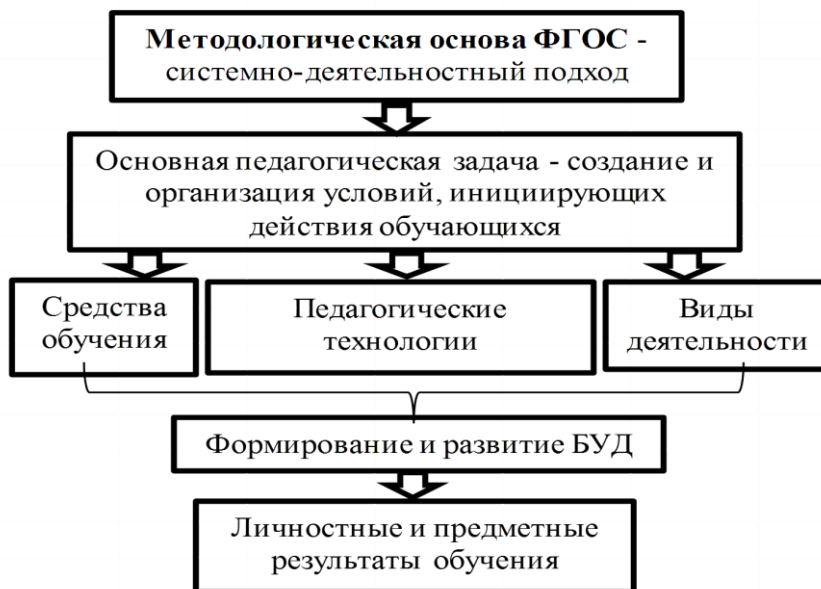 Методологическая основа ФГОС -
системно-деятельностный подход
Основная педагогическая задача - создание и
организация условий, инициирующих
действия обучающихся
Средства
обучения
Педагогические
технологии
Виды
деятельности
Формирование и развитие БУД
Личностные и предметные
результаты обучения